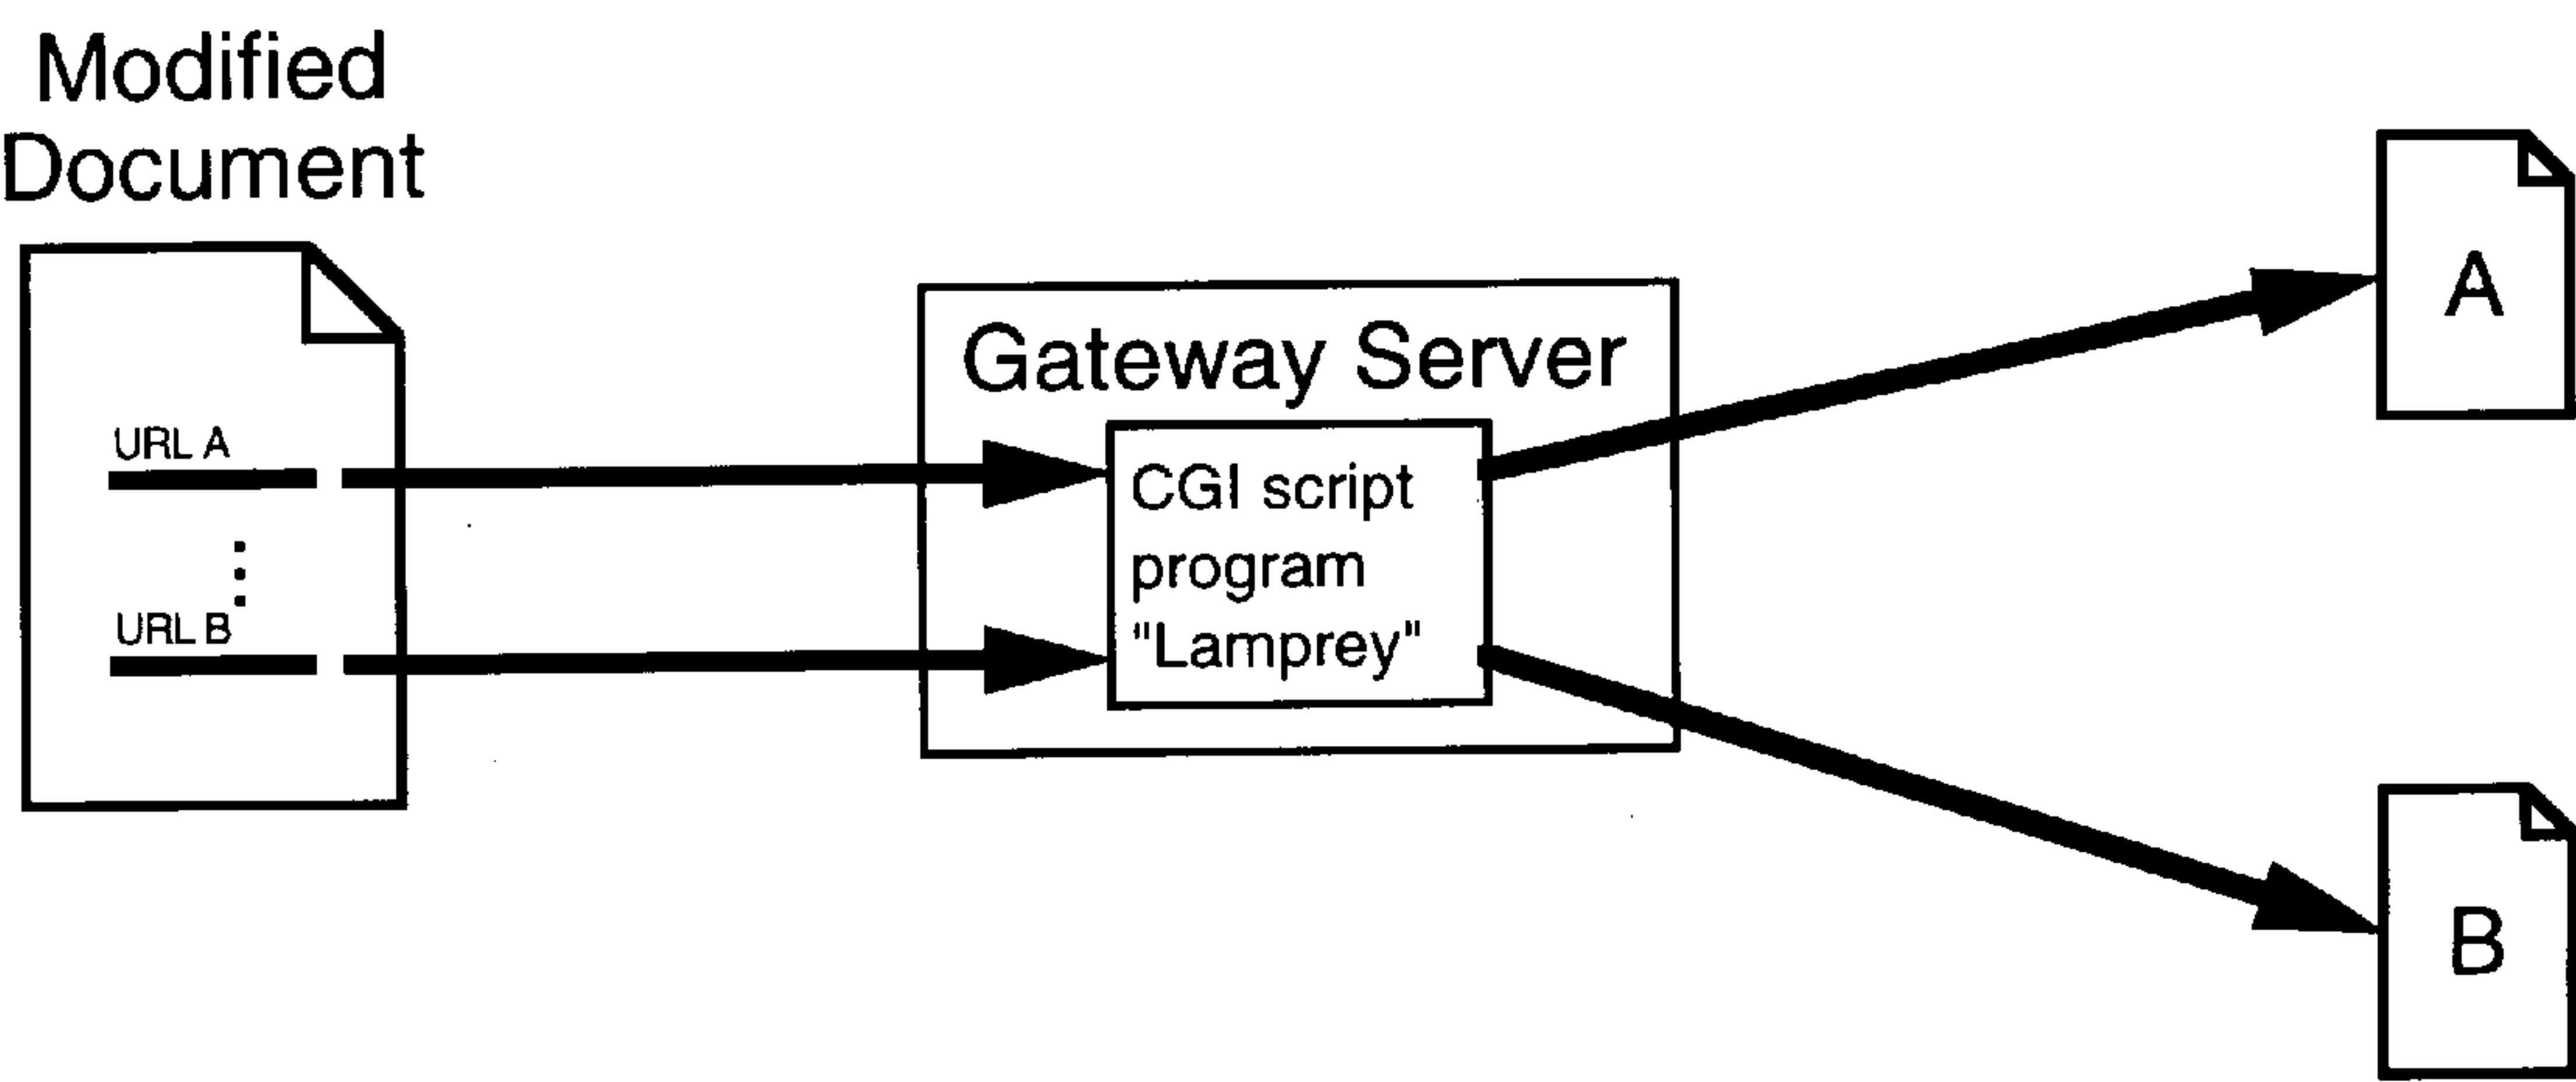 Modified
Document
URL A
URL B
Gateway Server
CGI script
program
"Lamprey"
A
B